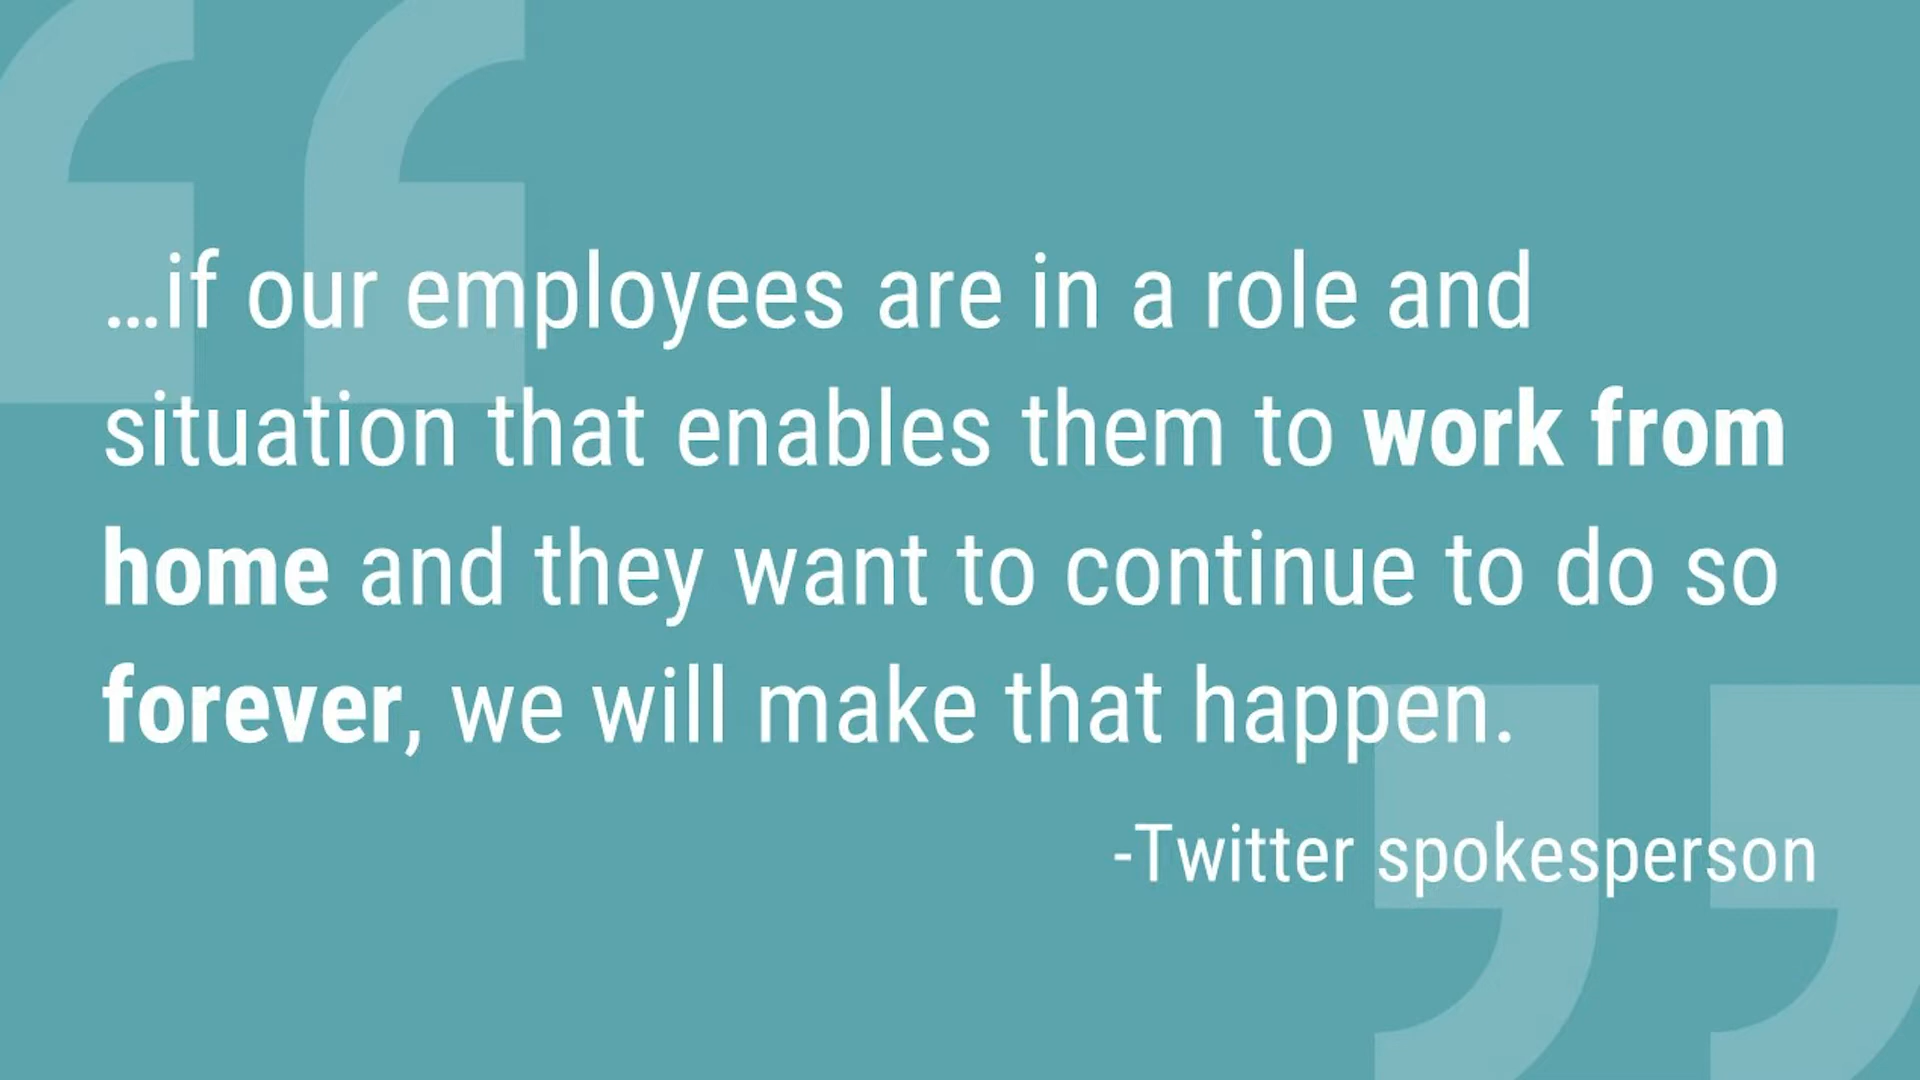 …if our employees are in a role and
situation that enables them to work from
home and they want to continue to do so
forever, we will make that happen.
-Twitter spokesperson